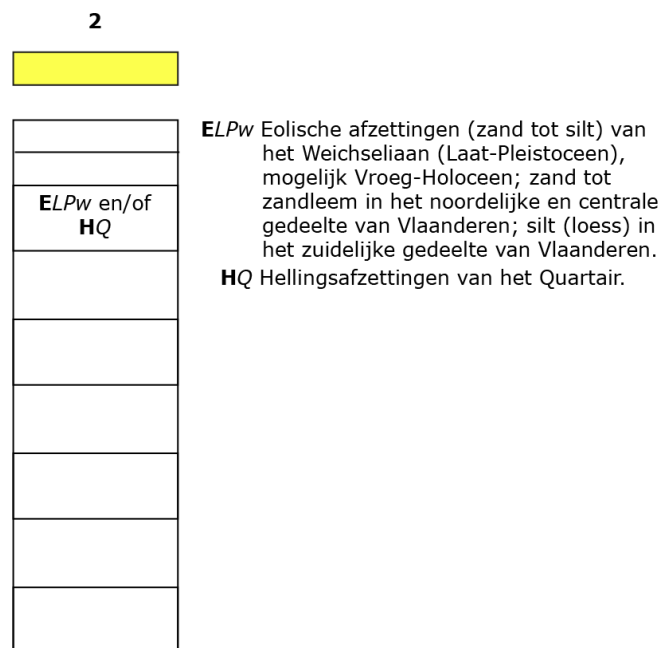 2
ELPw en/of
HQ
ELPw Eolische afzettingen (zand tot silt) van
het Weichseliaan (Laat-Pleistoceen),
mogelijk Vroeg-Holoceen; zand tot
zandleem in het noordelijke en centrale
gedeelte van Vlaanderen; silt (loess) in
het zuidelijke gedeelte van Vlaanderen.
HQ Hellingsafzettingen van het Quartair.